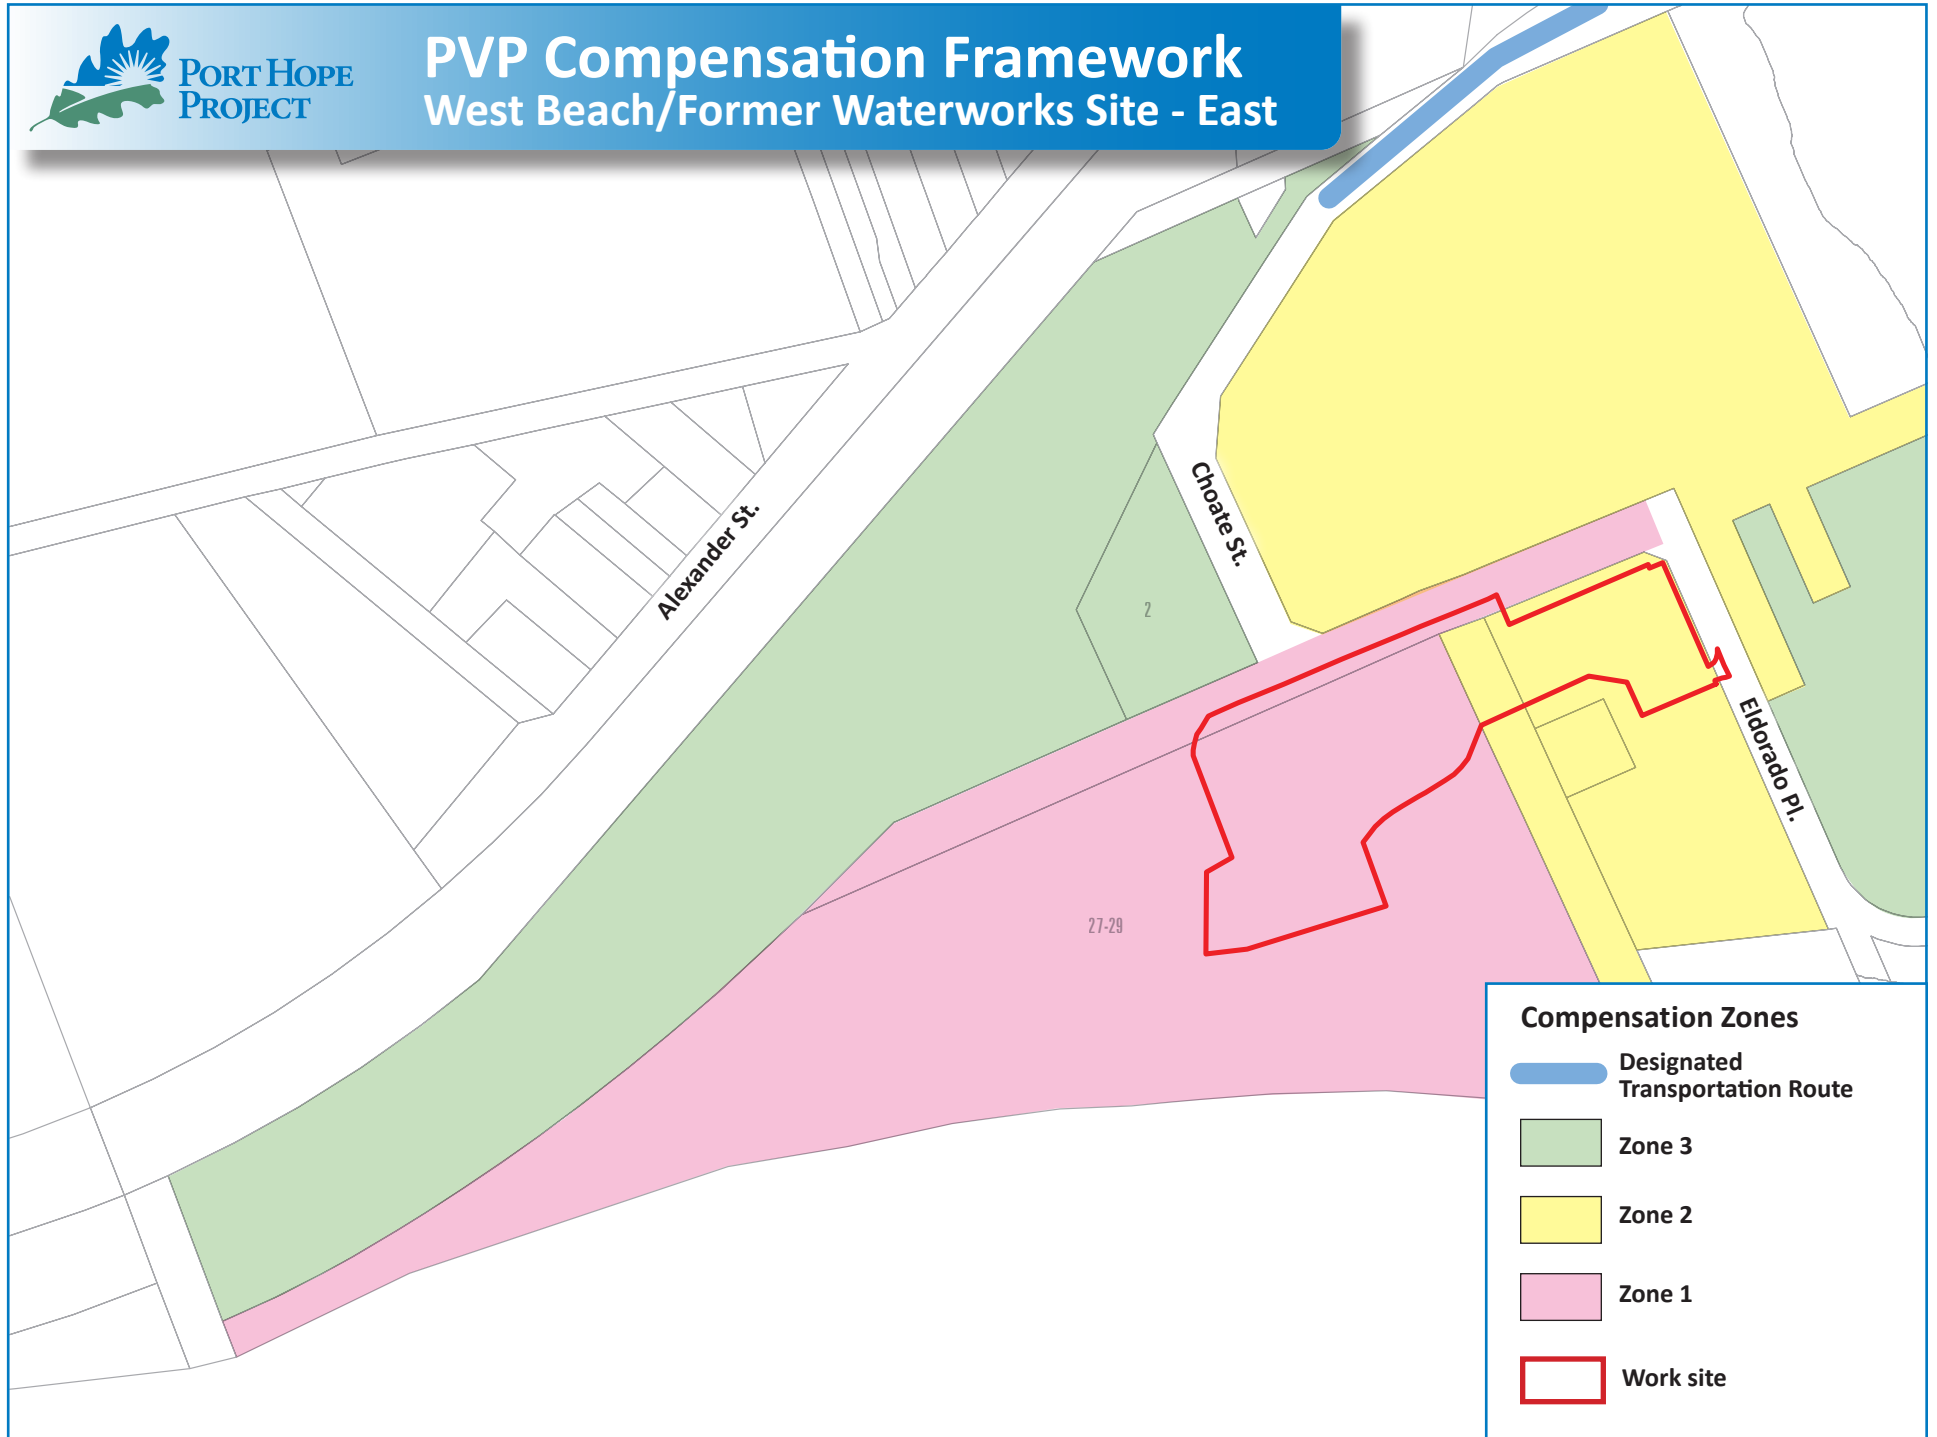 PORT HOPE
PROJECT
PVP Compensation Framework
West Beach/Former Waterworks Site - East
Choate St.
Alexander St.
2
Eldorado Pl.
27-29
Compensation Zones
Designated
Transportation Route
Zone 3
Zone 2
Zone 1
Work site